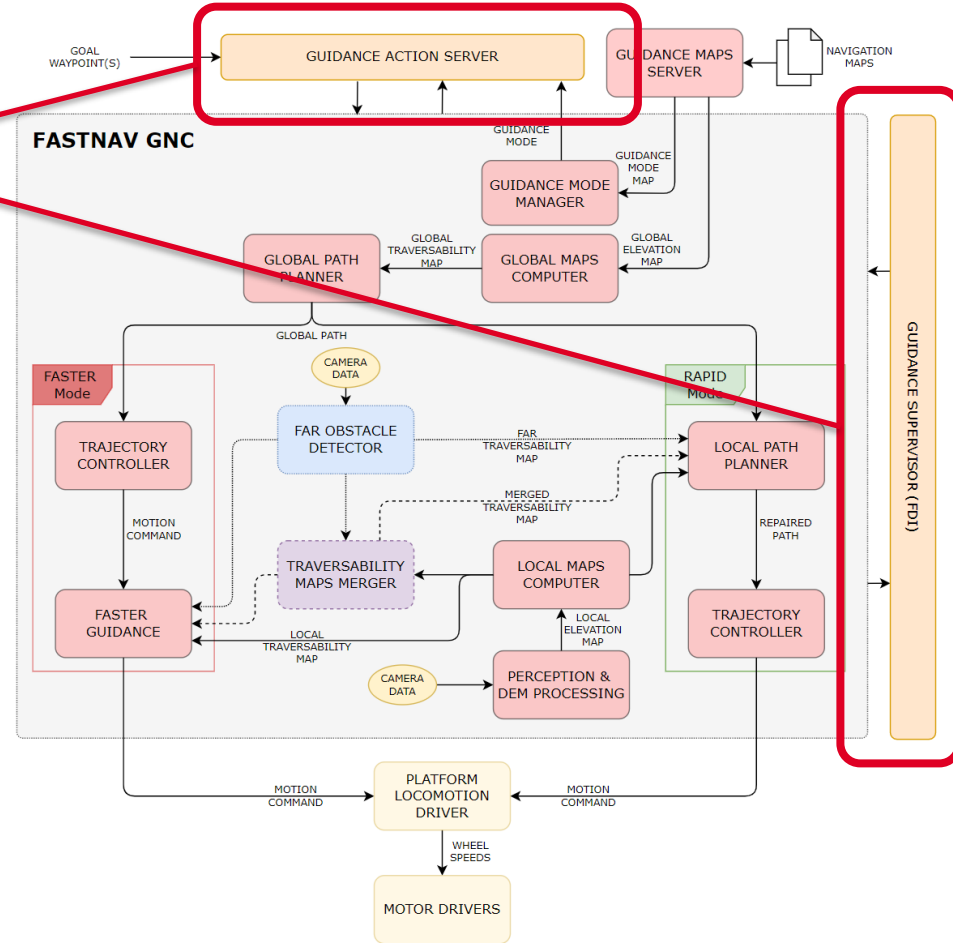 GOAL
WAYPOINT(S)
GUIDANCE ACTION SERVER
GUIDANCE MAPS
SERVER
NAVIGATION
MAPS
FASTNAV GNC
GUIDANCE
MODE
GUIDANCE
MODE
MAP
GUIDANCE MODE
MANAGER
GLOBAL
TRAVERSABILITY
MAP
GLOBAL
ELEVATION
MAP
GLOBAL PATH
PLANNER
GLOBAL MAPS
COMPUTER
GLOBAL PATH
GUIDANCE SUPERVISOR (FDI)
FASTER
Mode
CAMERA
DATA
RAPID
Mode
TRAJECTORY
CONTROLLER
FAR OBSTACLE
DETECTOR
FAR
TRAVERSABILITY
MAP
LOCAL PATH
PLANNER
MERGED
TRAVERSABILITY
MAP
MOTION
COMMAND
REPAIRED
PATH
TRAVERSABILITY
MAPS MERGER
LOCAL MAPS
COMPUTER
FASTER
GUIDANCE
LOCAL
TRAVERSABILITY
MAP
LOCAL
ELEVATION
MAP
TRAJECTORY
CONTROLLER
CAMERA
DATA
PERCEPTION &
DEM PROCESSING
MOTION
COMMAND
PLATFORM
LOCOMOTION
DRIVER
MOTION
COMMAND
WHEEL
SPEEDS
MOTOR DRIVERS